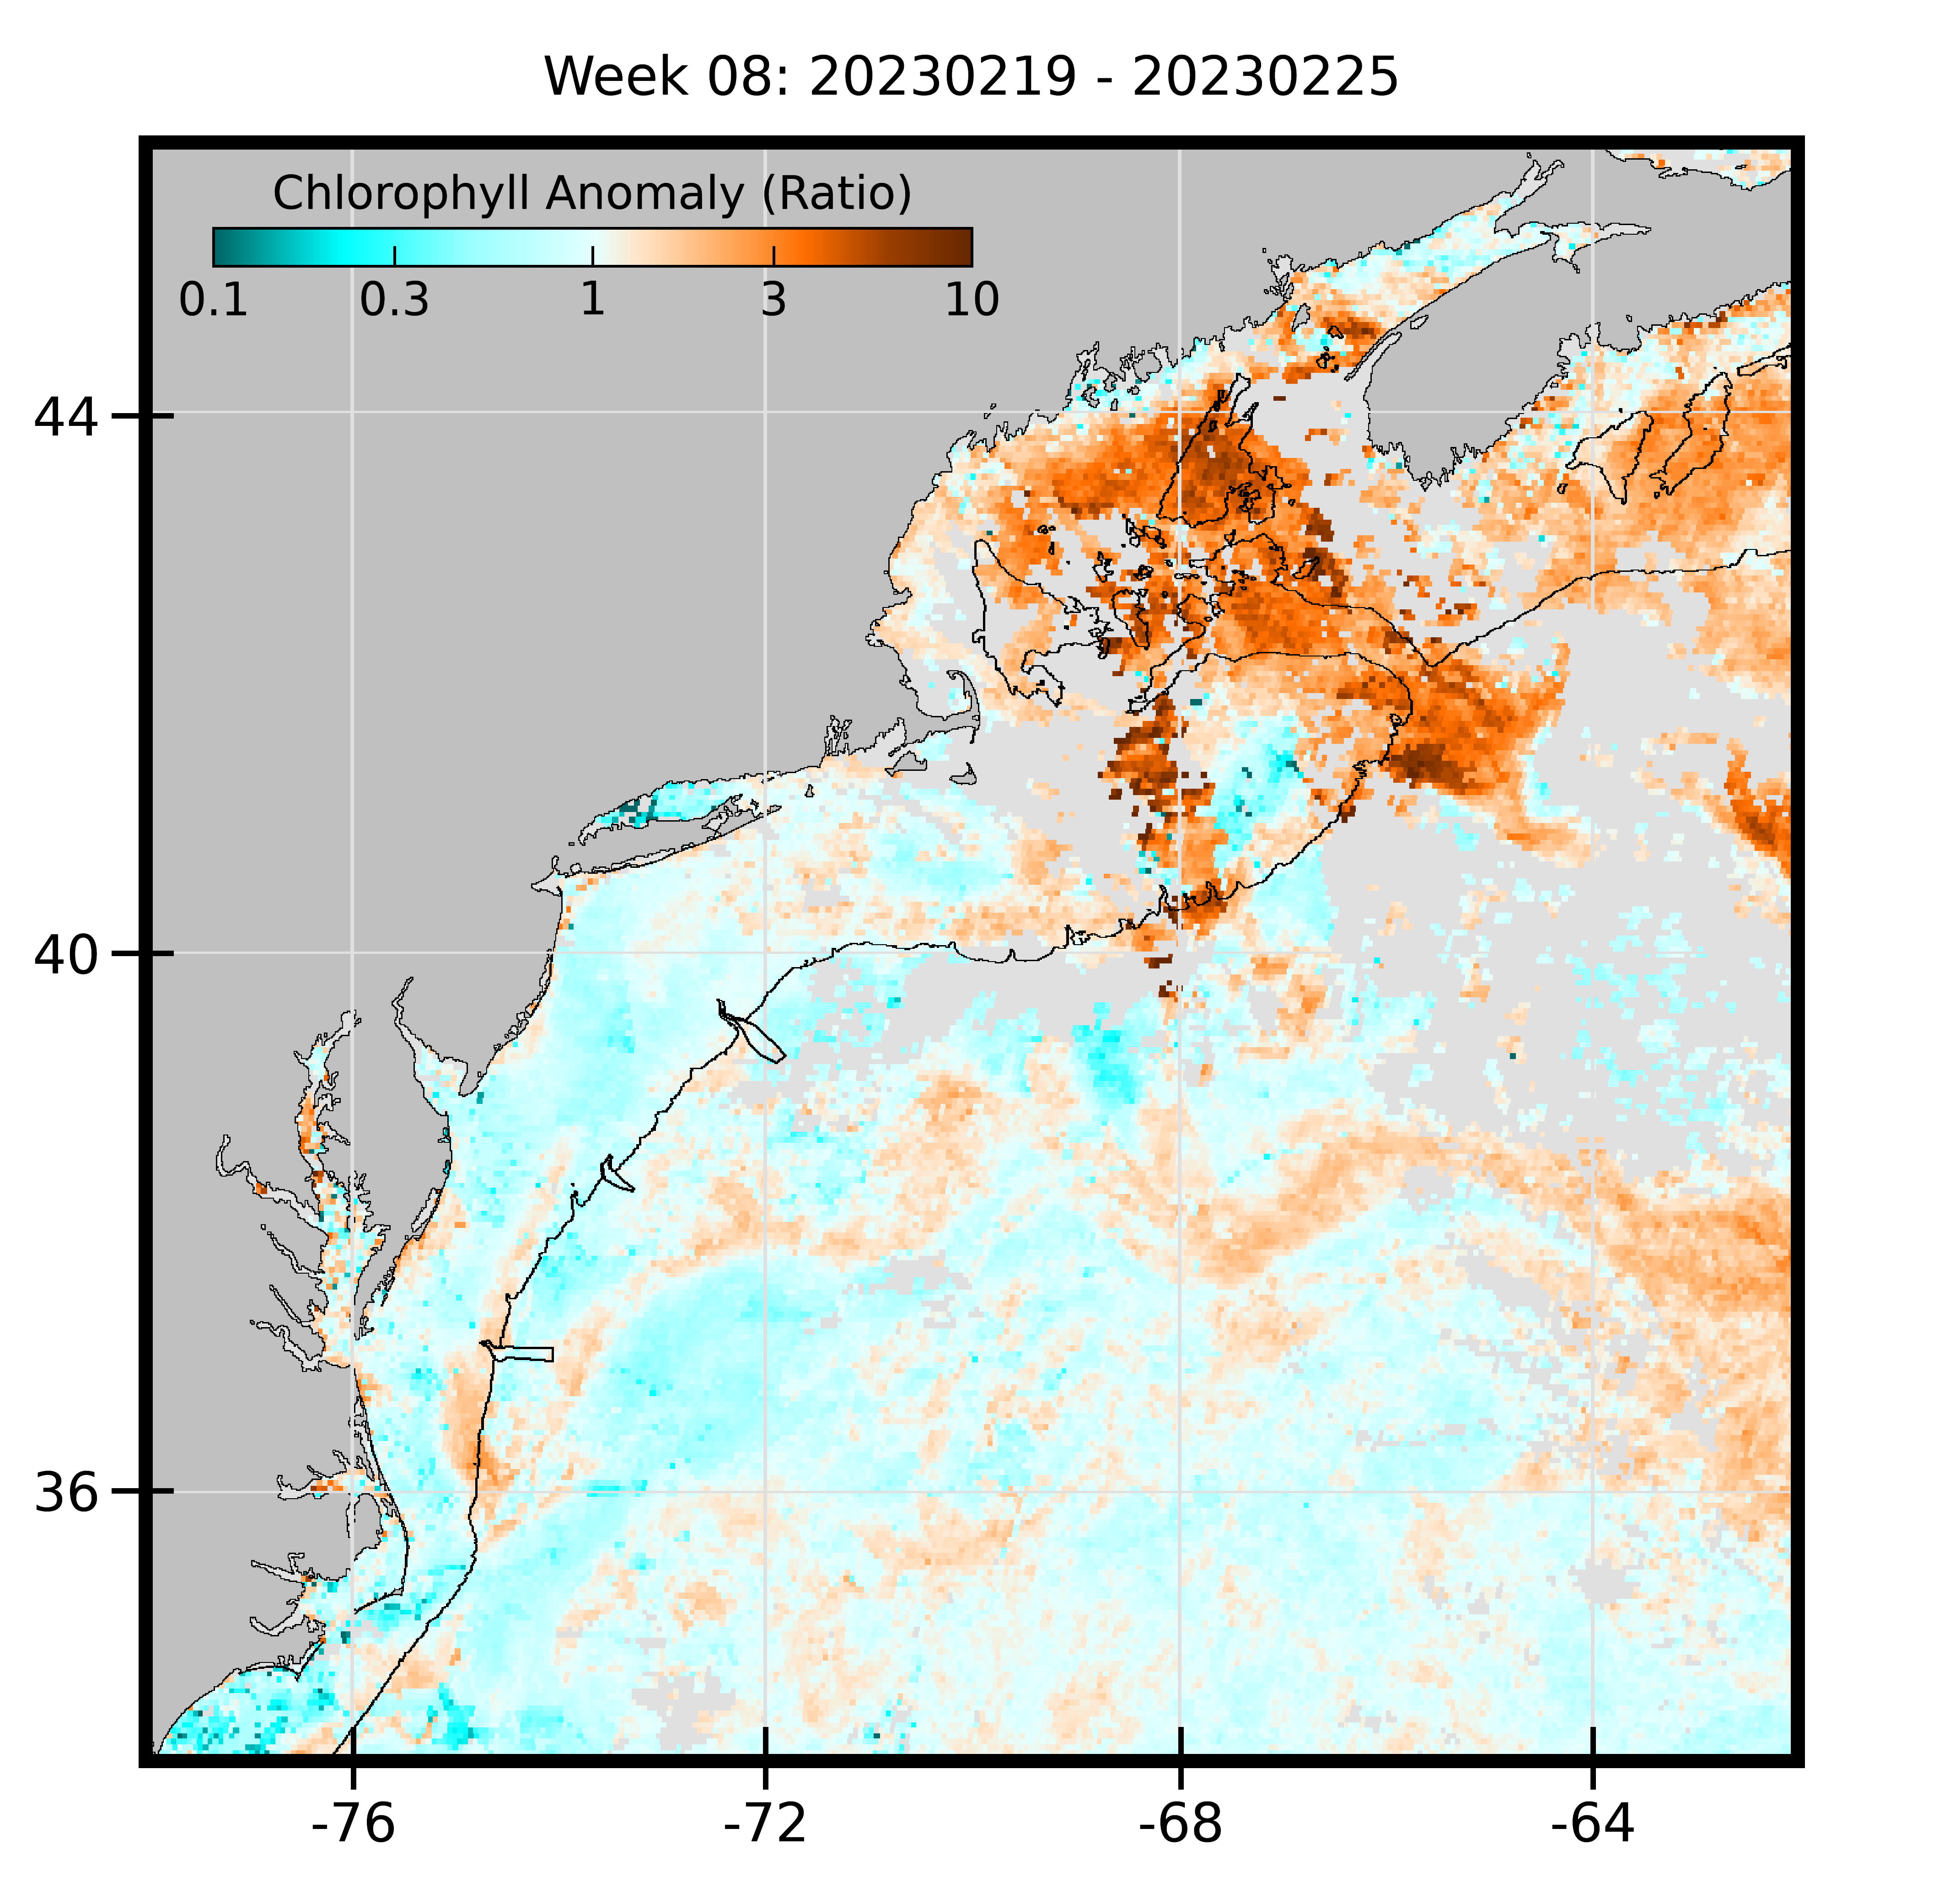 Week 08: 20230219 - 20230225
Chlorophyll Anomaly (Ratio)
0.1 0.3 1 3 10
44
40
36
-76 -72 -68 -64